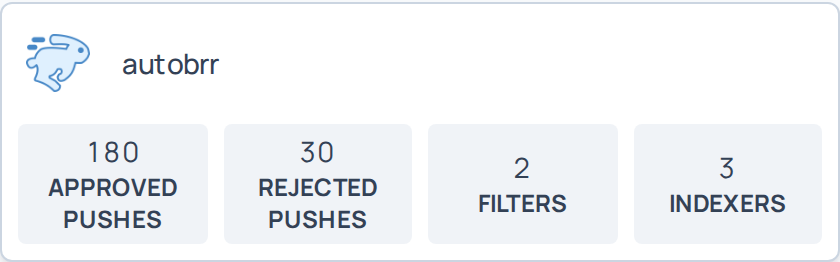 autobrr
180
APPROVED
PUSHES
30
REJECTED
PUSHES
2
FILTERS
3
INDEXERS